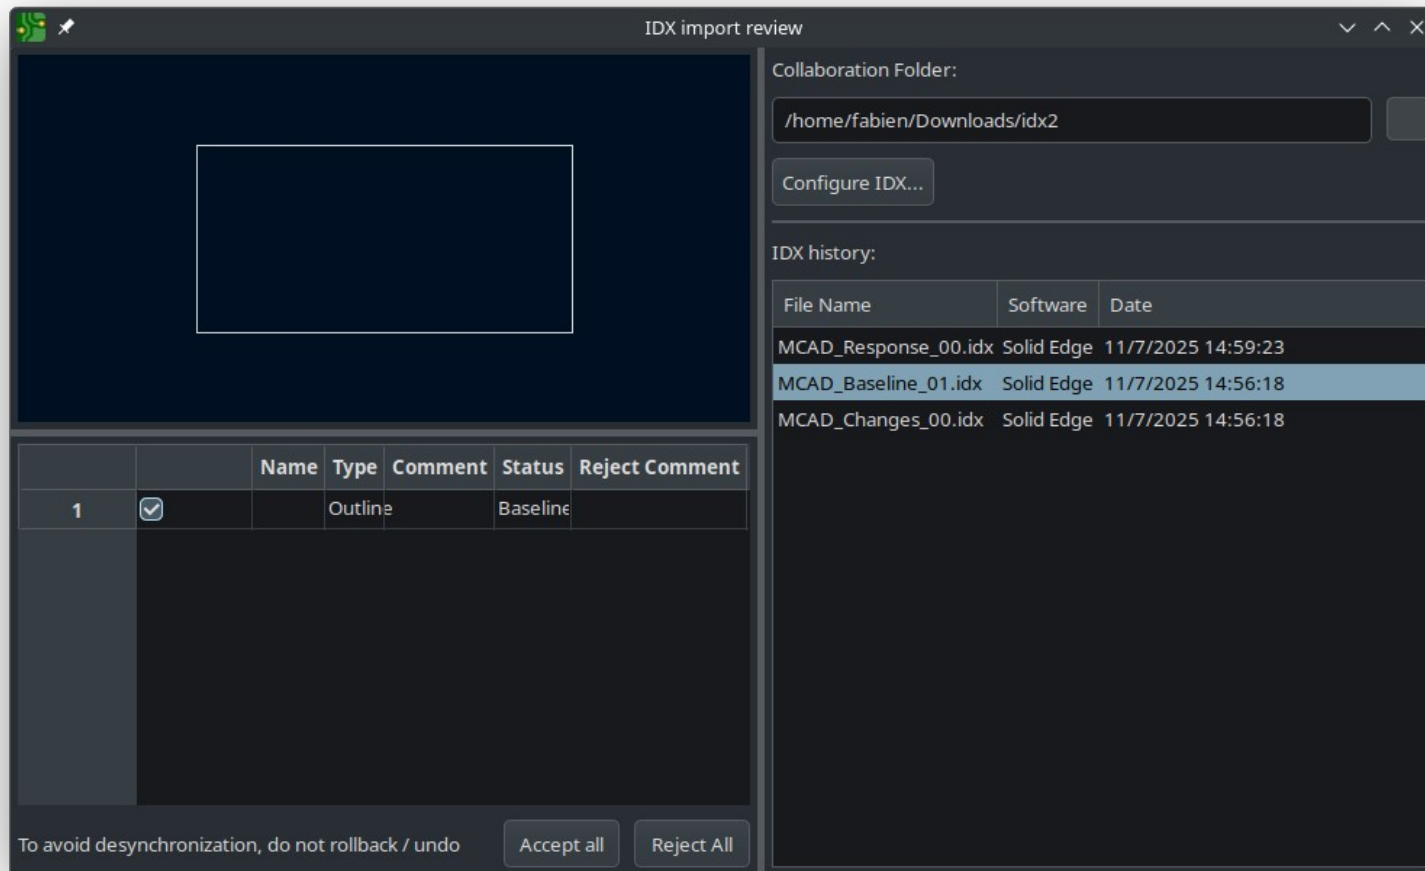 IDX import review
Collaboration Folder:
/home/fabien/Downloads/idx2
Configure IDX...
IDX history:
File Name Software Date
MCAD_Response_00.idx Solid Edge 11/7/2025 14:59:23
MCAD_Baseline_01.idx Solid Edge 11/7/2025 14:56:18
MCAD_Changes_00.idx Solid Edge 11/7/2025 14:56:18
Name Type Comment Status Reject Comment
1 Outline Baseline
To avoid desynchronization, do not rollback / undo
Accept all
Reject All